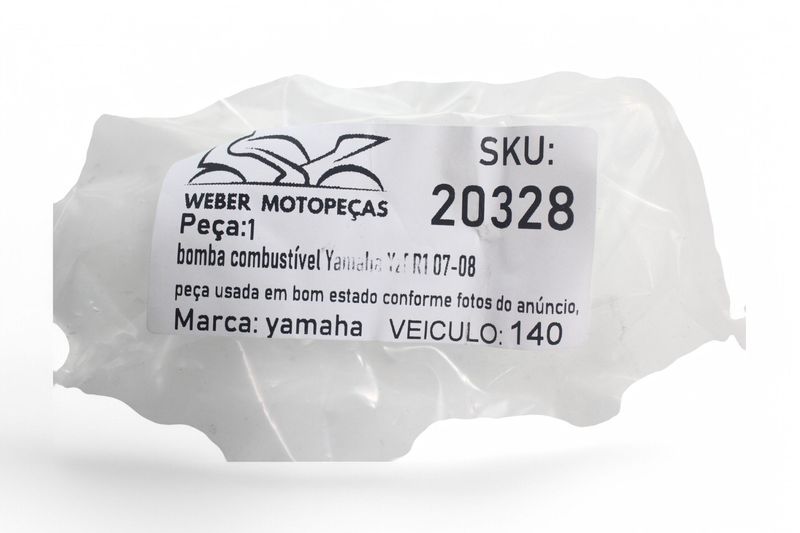 SKU:
20328
WEBER MOTOPEÇAS
Peça:1
bomba combustível Yamaha Yzf R1 07-08
peça usada em bom estado conforme fotos do anúncio,
Marca: yamaha VEICULO: 140